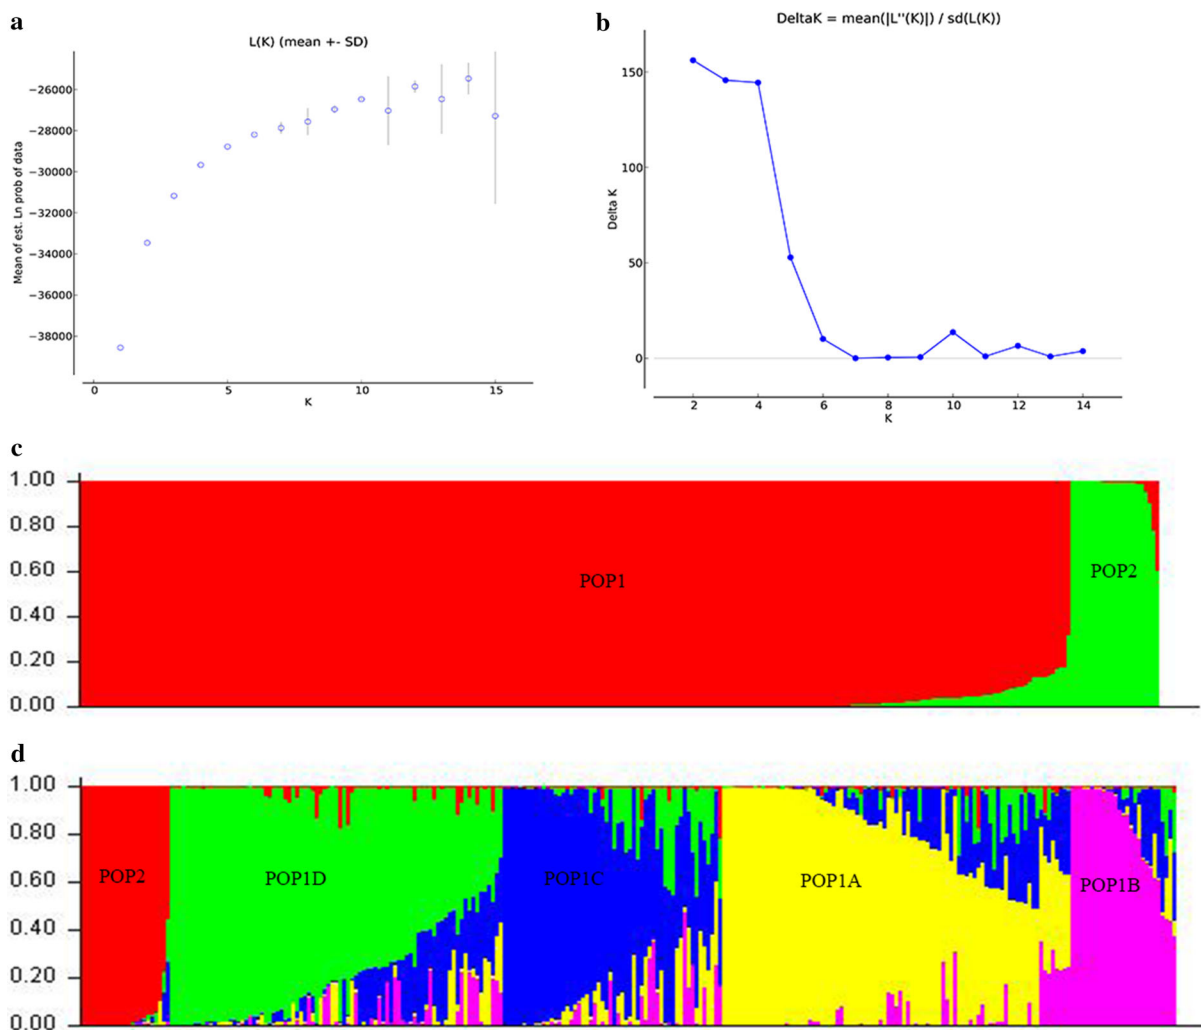 a
L(K) (mean +- SD)
Mean of est. Ln prob of data
−26000
−28000
−30000
−32000
−34000
−36000
−38000
0 5 10 15
K
b
DeltaK = mean(|L''(K)|) / sd(L(K))
Delta K
150
100
50
0
2 4 6 8 10 12 14
K
c
1.00
0.80
0.60
0.40
0.20
0.00
POP1
POP2
d
1.00
0.80
0.60
0.40
0.20
0.00
POP2
POP1D
POP1C
POP1A
POP1B